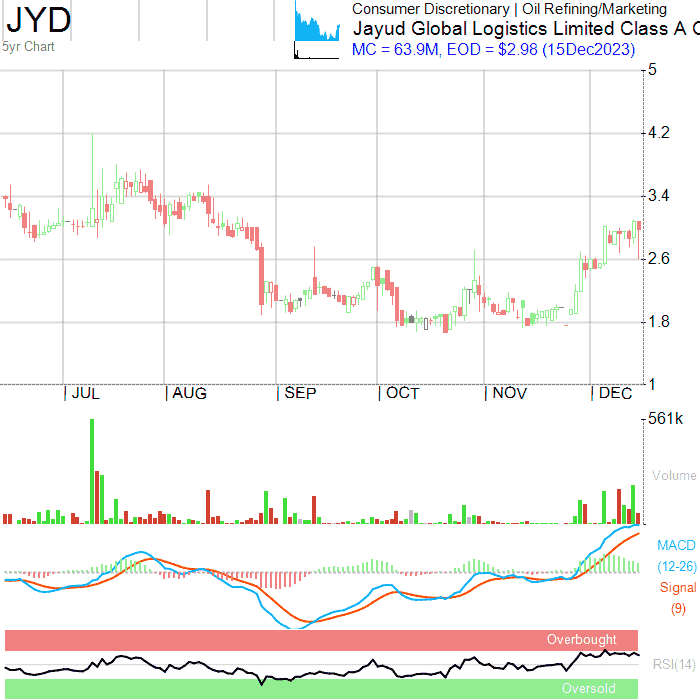 JYD
5yr Chart
Consumer Discretionary | Oil Refining/Marketing
Jayud Global Logistics Limited Class A
MC = 63.9M, EOD = $2.98 (15Dec2023)
5
4.2
3.4
2.6
1.8
1
JUL AUG SEP OCT NOV DEC
561k
Volume
MACD
(12-26)
Signal
(9)
Overbought
RSI(14)
Oversold